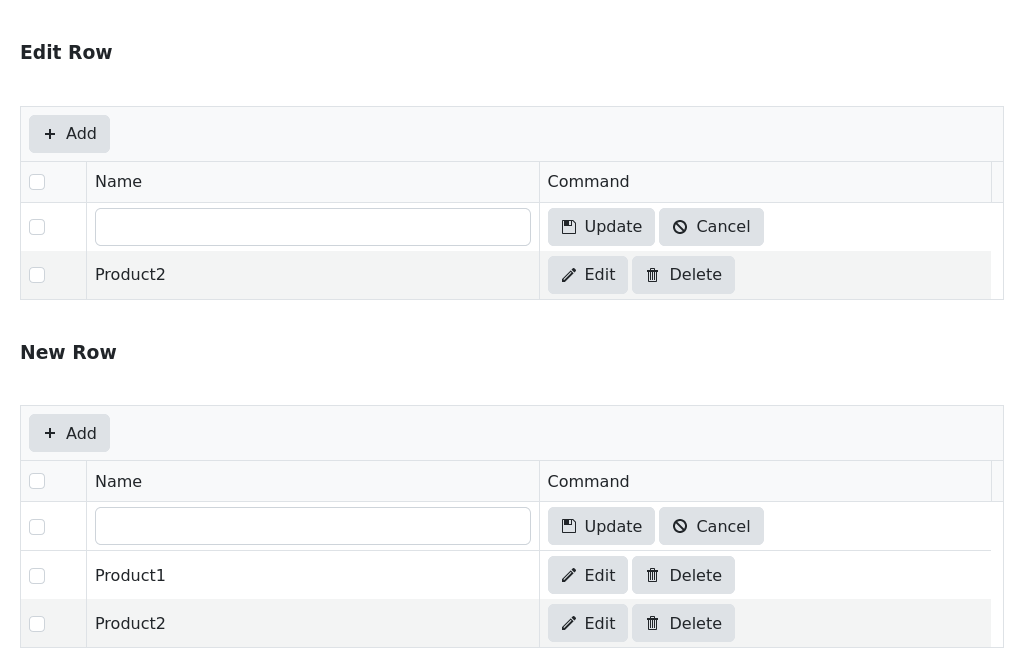 Edit Row
Add
Name Command
Update Cancel
Product2 Edit Delete
New Row
Add
Name Command
Update Cancel
Product1 Edit Delete
Product2 Edit Delete